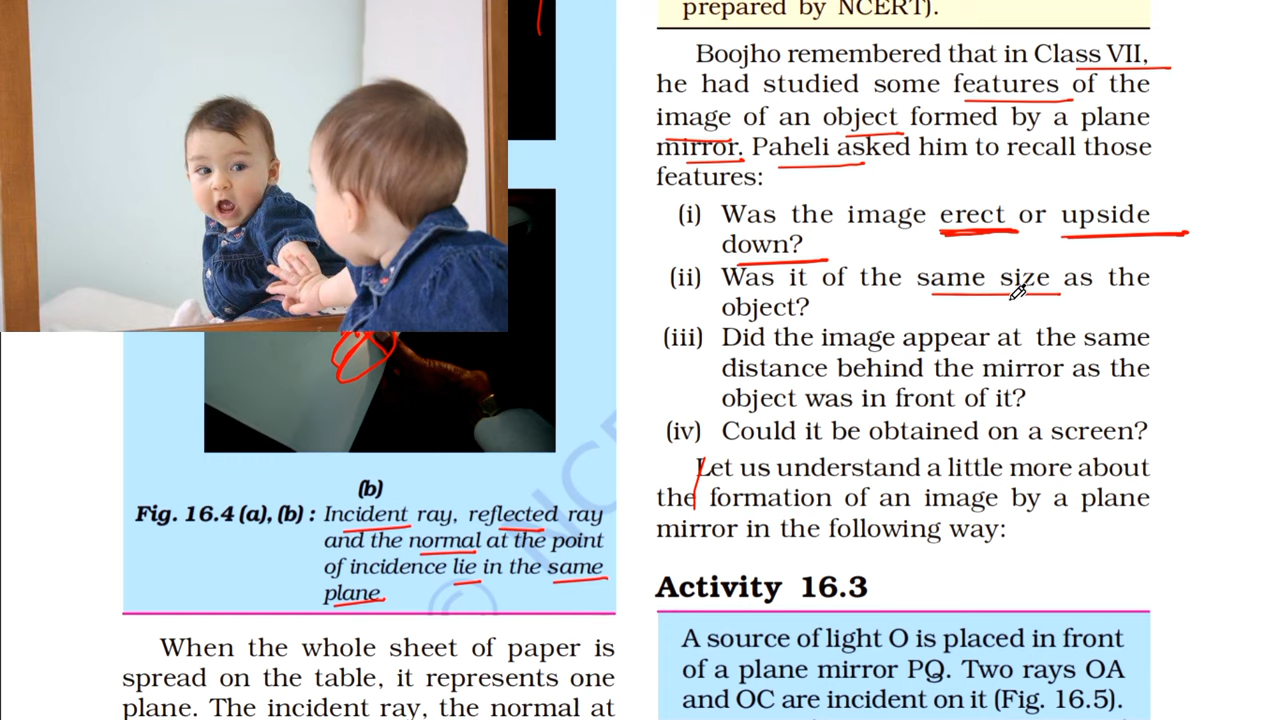 (b)
Fig. 16.4 (a), (b) : Incident ray, reflected ray
and the normal at the point
of incidence lie in the same
plane
When the whole sheet of paper is
spread on the table, it represents one
plane. The incident ray, the normal at
prepared by NCERT).
Boojho remembered that in Class VII,
he had studied some features of the
image of an object formed by a plane
mirror. Paheli asked him to recall those
features:
(i) Was the image erect or upside
down?
(ii) Was it of the same size as the
object?
(iii) Did the image appear at the same
distance behind the mirror as the
object was in front of it?
(iv) Could it be obtained on a screen?
Let us understand a little more about
the formation of an image by a plane
mirror in the following way:
Activity 16.3
A source of light O is placed in front
of a plane mirror PQ. Two rays OA
and OC are incident on it (Fig. 16.5).